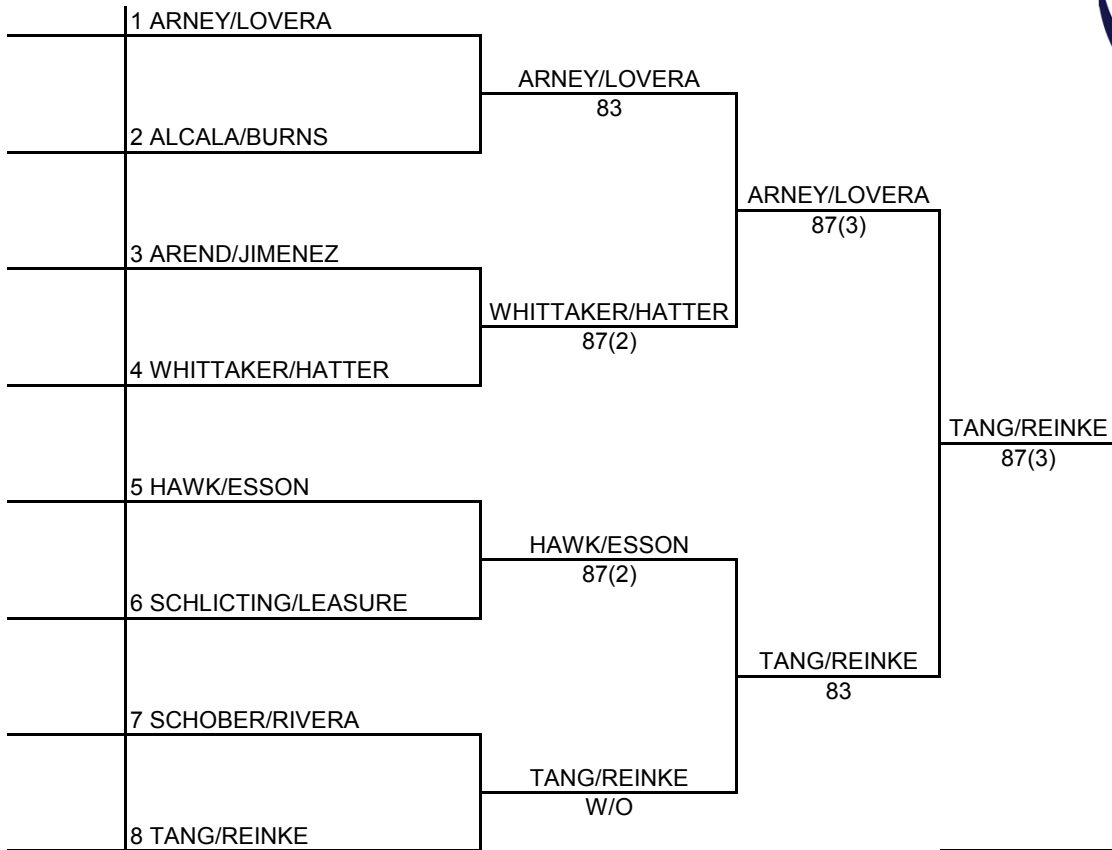 1 ARNEY/LOVERA
ARNEY/LOVERA
83
2 ALCALA/BURNS
ARNEY/LOVERA
87(3)
3 AREND/JIMENEZ
WHITTAKER/HATTER
87(2)
4 WHITTAKER/HATTER
TANG/REINKE
87(3)
5 HAWK/ESSON
HAWK/ESSON
87(2)
6 SCHLICTING/LEASURE
TANG/REINKE
83
7 SCHOBER/RIVERA
TANG/REINKE
W/O
8 TANG/REINKE